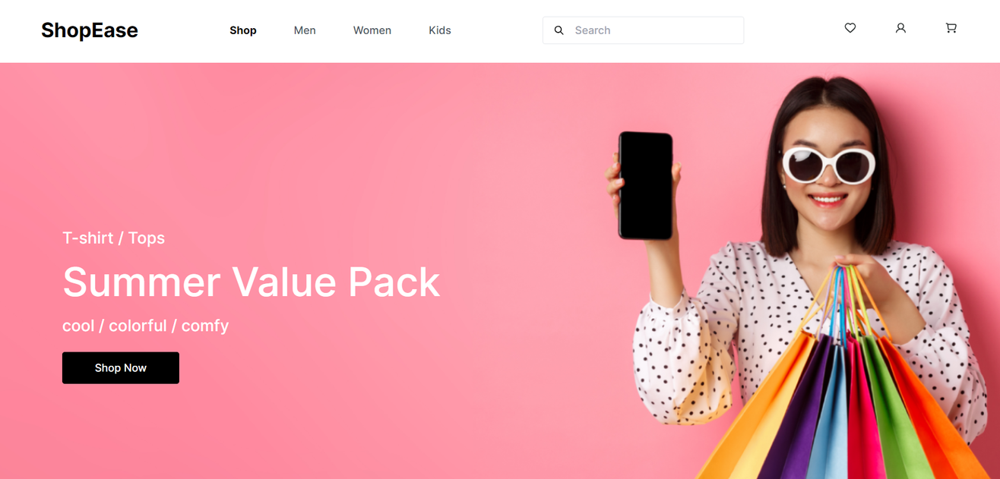 ShopEase
Shop
Men
Women
Kids
Search
T-shirt / Tops
Summer Value Pack
cool / colorful / comfy
Shop Now